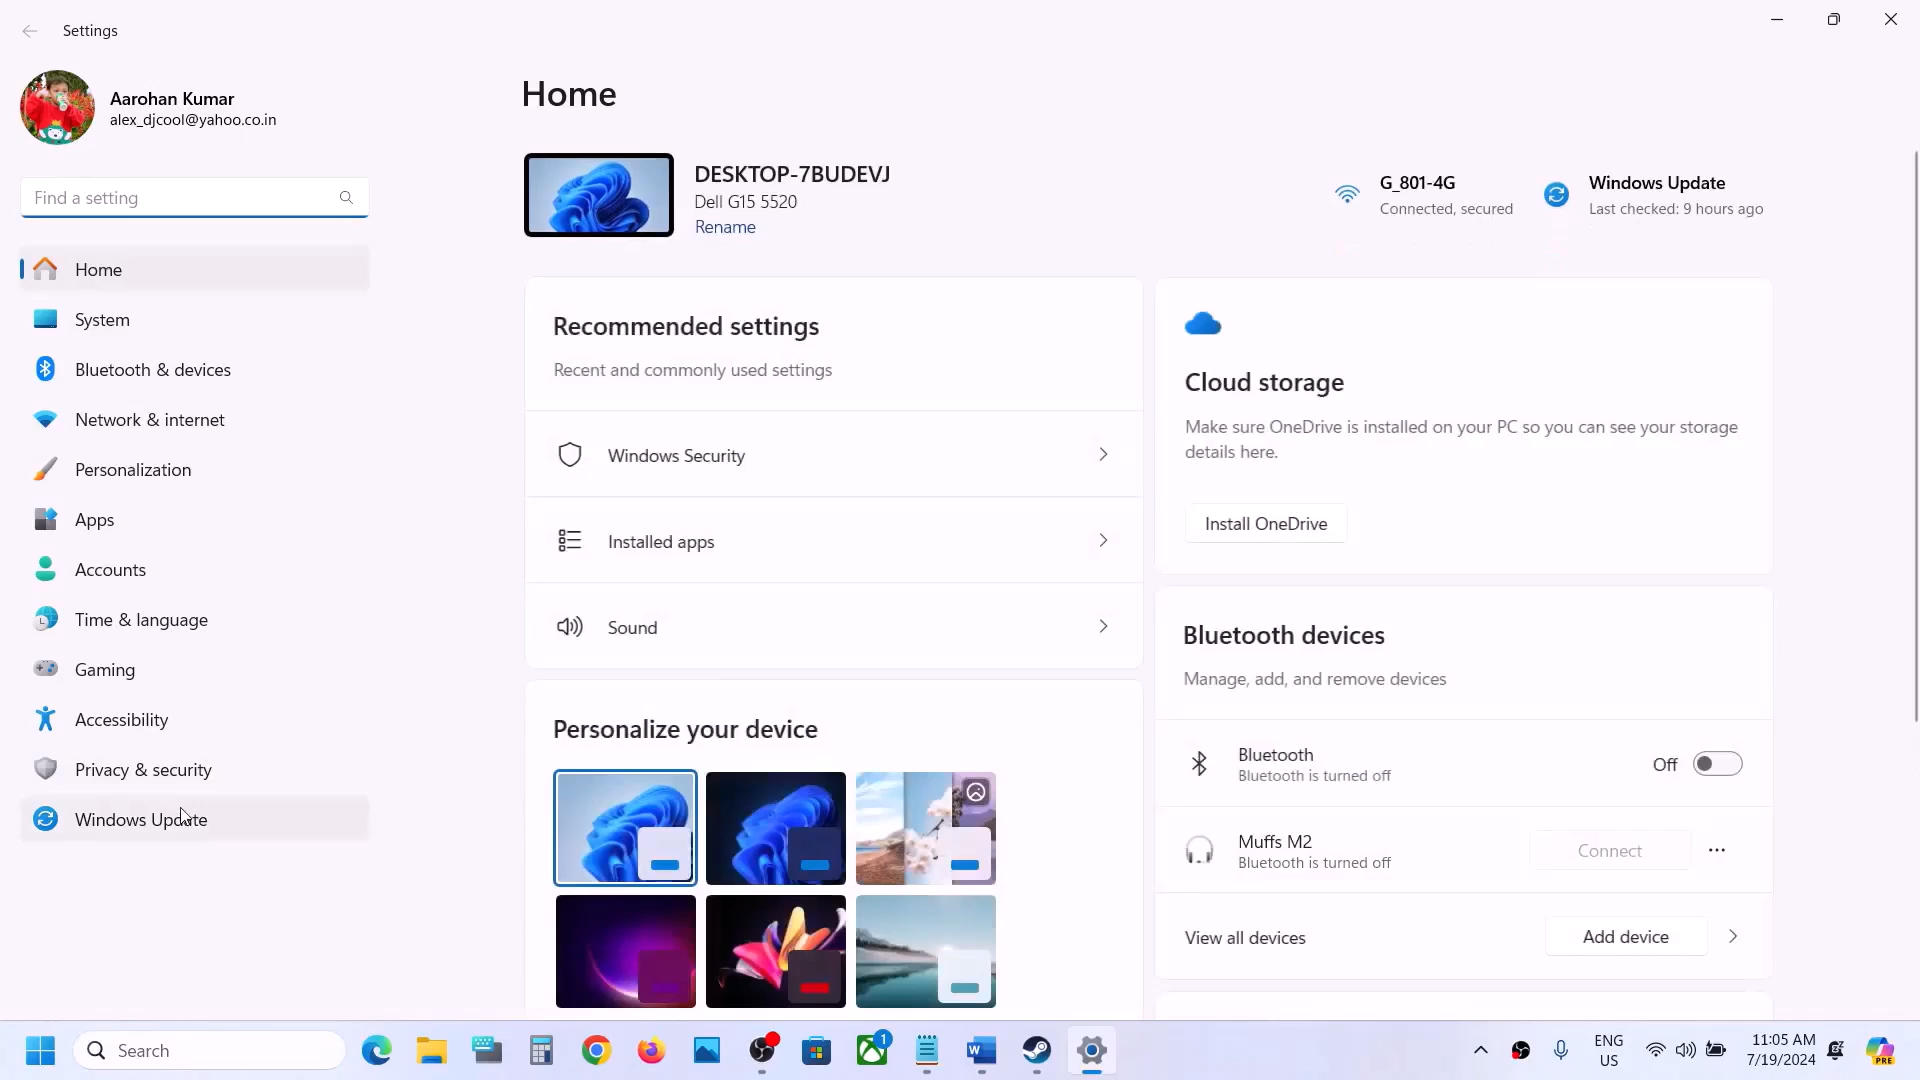 Settings
Aarohan Kumar
alex_djcool@yahoo.co.in
Find a setting
Home
System
Bluetooth & devices
Network & internet
Personalization
Apps
Accounts
Time & language
Gaming
Accessibility
Privacy & security
Windows Update
Home
DESKTOP-7BUDEVJ
Dell G15 5520
Rename
G_801-4G
Connected, secured
Windows Update
Last checked: 9 hours ago
Recommended settings
Recent and commonly used settings
Windows Security
Installed apps
Sound
Personalize your device
Cloud storage
Make sure OneDrive is installed on your PC so you can see your storage
details here.
Install OneDrive
Bluetooth devices
Manage, add, and remove devices
Bluetooth
Bluetooth is turned off
Off
Muffs M2
Bluetooth is turned off
Connect
View all devices
Add device
Search
1
ENG
US
11:05 AM
7/19/2024
PRE